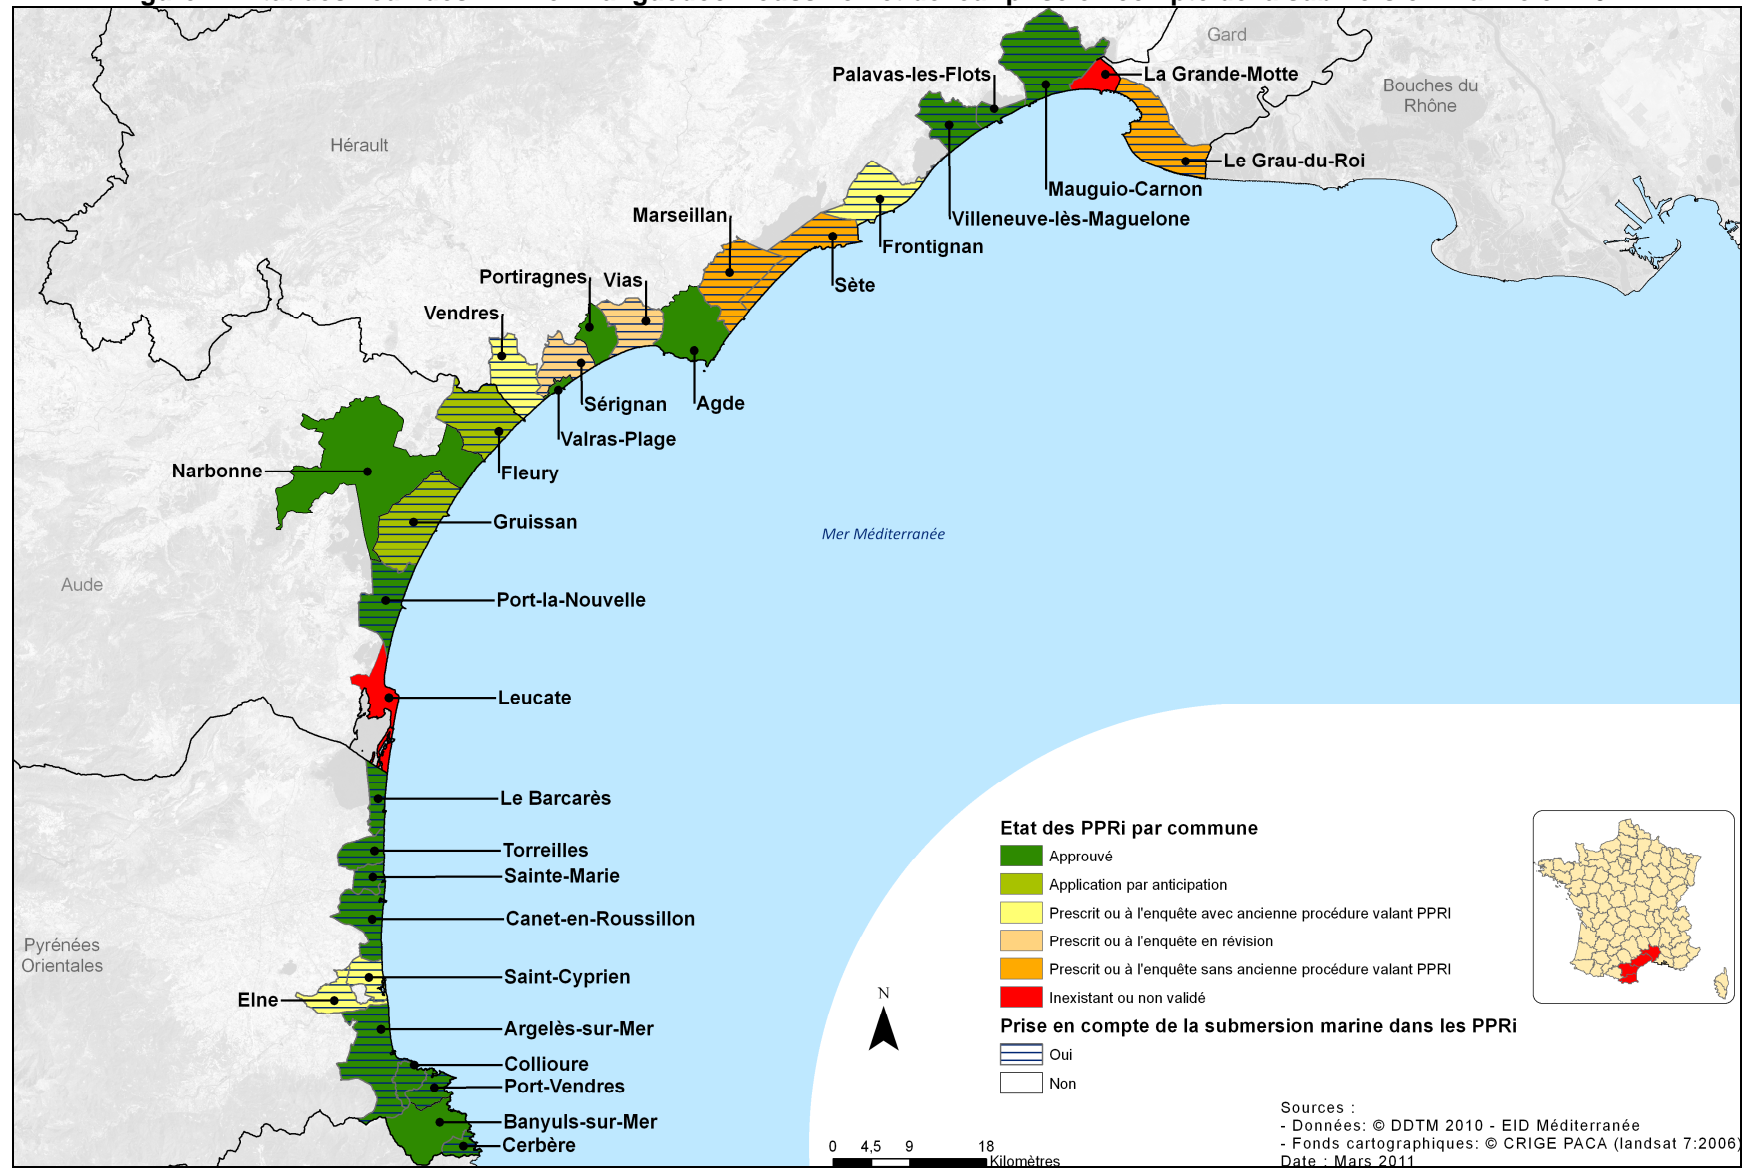 Gard
Palavas-les-Flots
La Grande-Motte
Bouches du
Rhône
Hérault
Le Grau-du-Roi
Mauguio-Carnon
Marseillan
Villeneuve-lès-Maguelone
Frontignan
Portiragnes
Vias
Sète
Vendres
Sérignan
Agde
Valras-Plage
Narbonne
Fleury
Gruissan
Mer Méditerranée
Aude
Port-la-Nouvelle
Leucate
Le Barcarès
Torreilles
Sainte-Marie
Canet-en-Roussillon
Pyrénées
Orientales
Saint-Cyprien
Elne
Argelès-sur-Mer
Collioure
Port-Vendres
Banyuls-sur-Mer
Cerbère
Etat des PPRi par commune
Approuvé
Application par anticipation
Prescrit ou à l'enquête avec ancienne procédure valant PPRI
Prescrit ou à l'enquête en révision
Prescrit ou à l'enquête sans ancienne procédure valant PPRI
Inexistant ou non validé
Prise en compte de la submersion marine dans les PPRi
Oui
Non
N
0 4,5 9 18
Kilomètres
Sources :
- Données: © DDTM 2010 - EID Méditerranée
- Fonds cartographiques: © CRIGE PACA (landsat 7:2006)
Date : Mars 2011